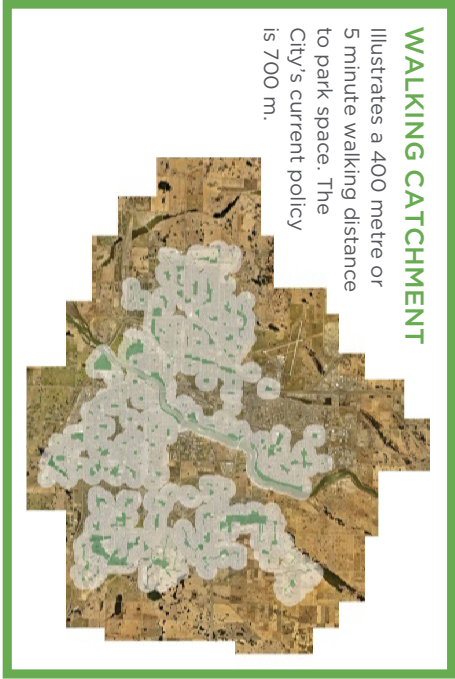 WALKING CATCHMENT
Illustrates a 400 metre or
5 minute walking distance
to park space. The
City’s current policy
is 700 m.